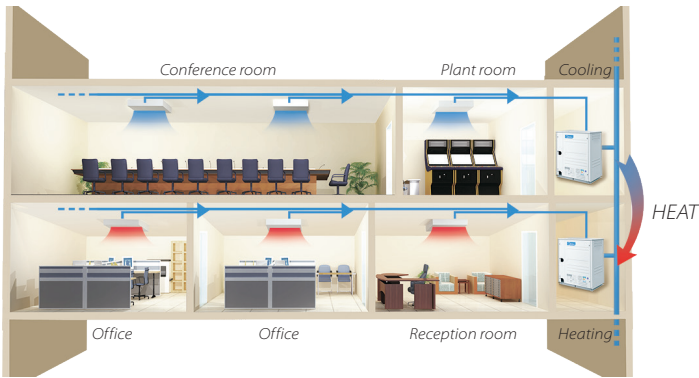 Conference room
Plant room
Cooling
HEAT
Office
Office
Reception room
Heating